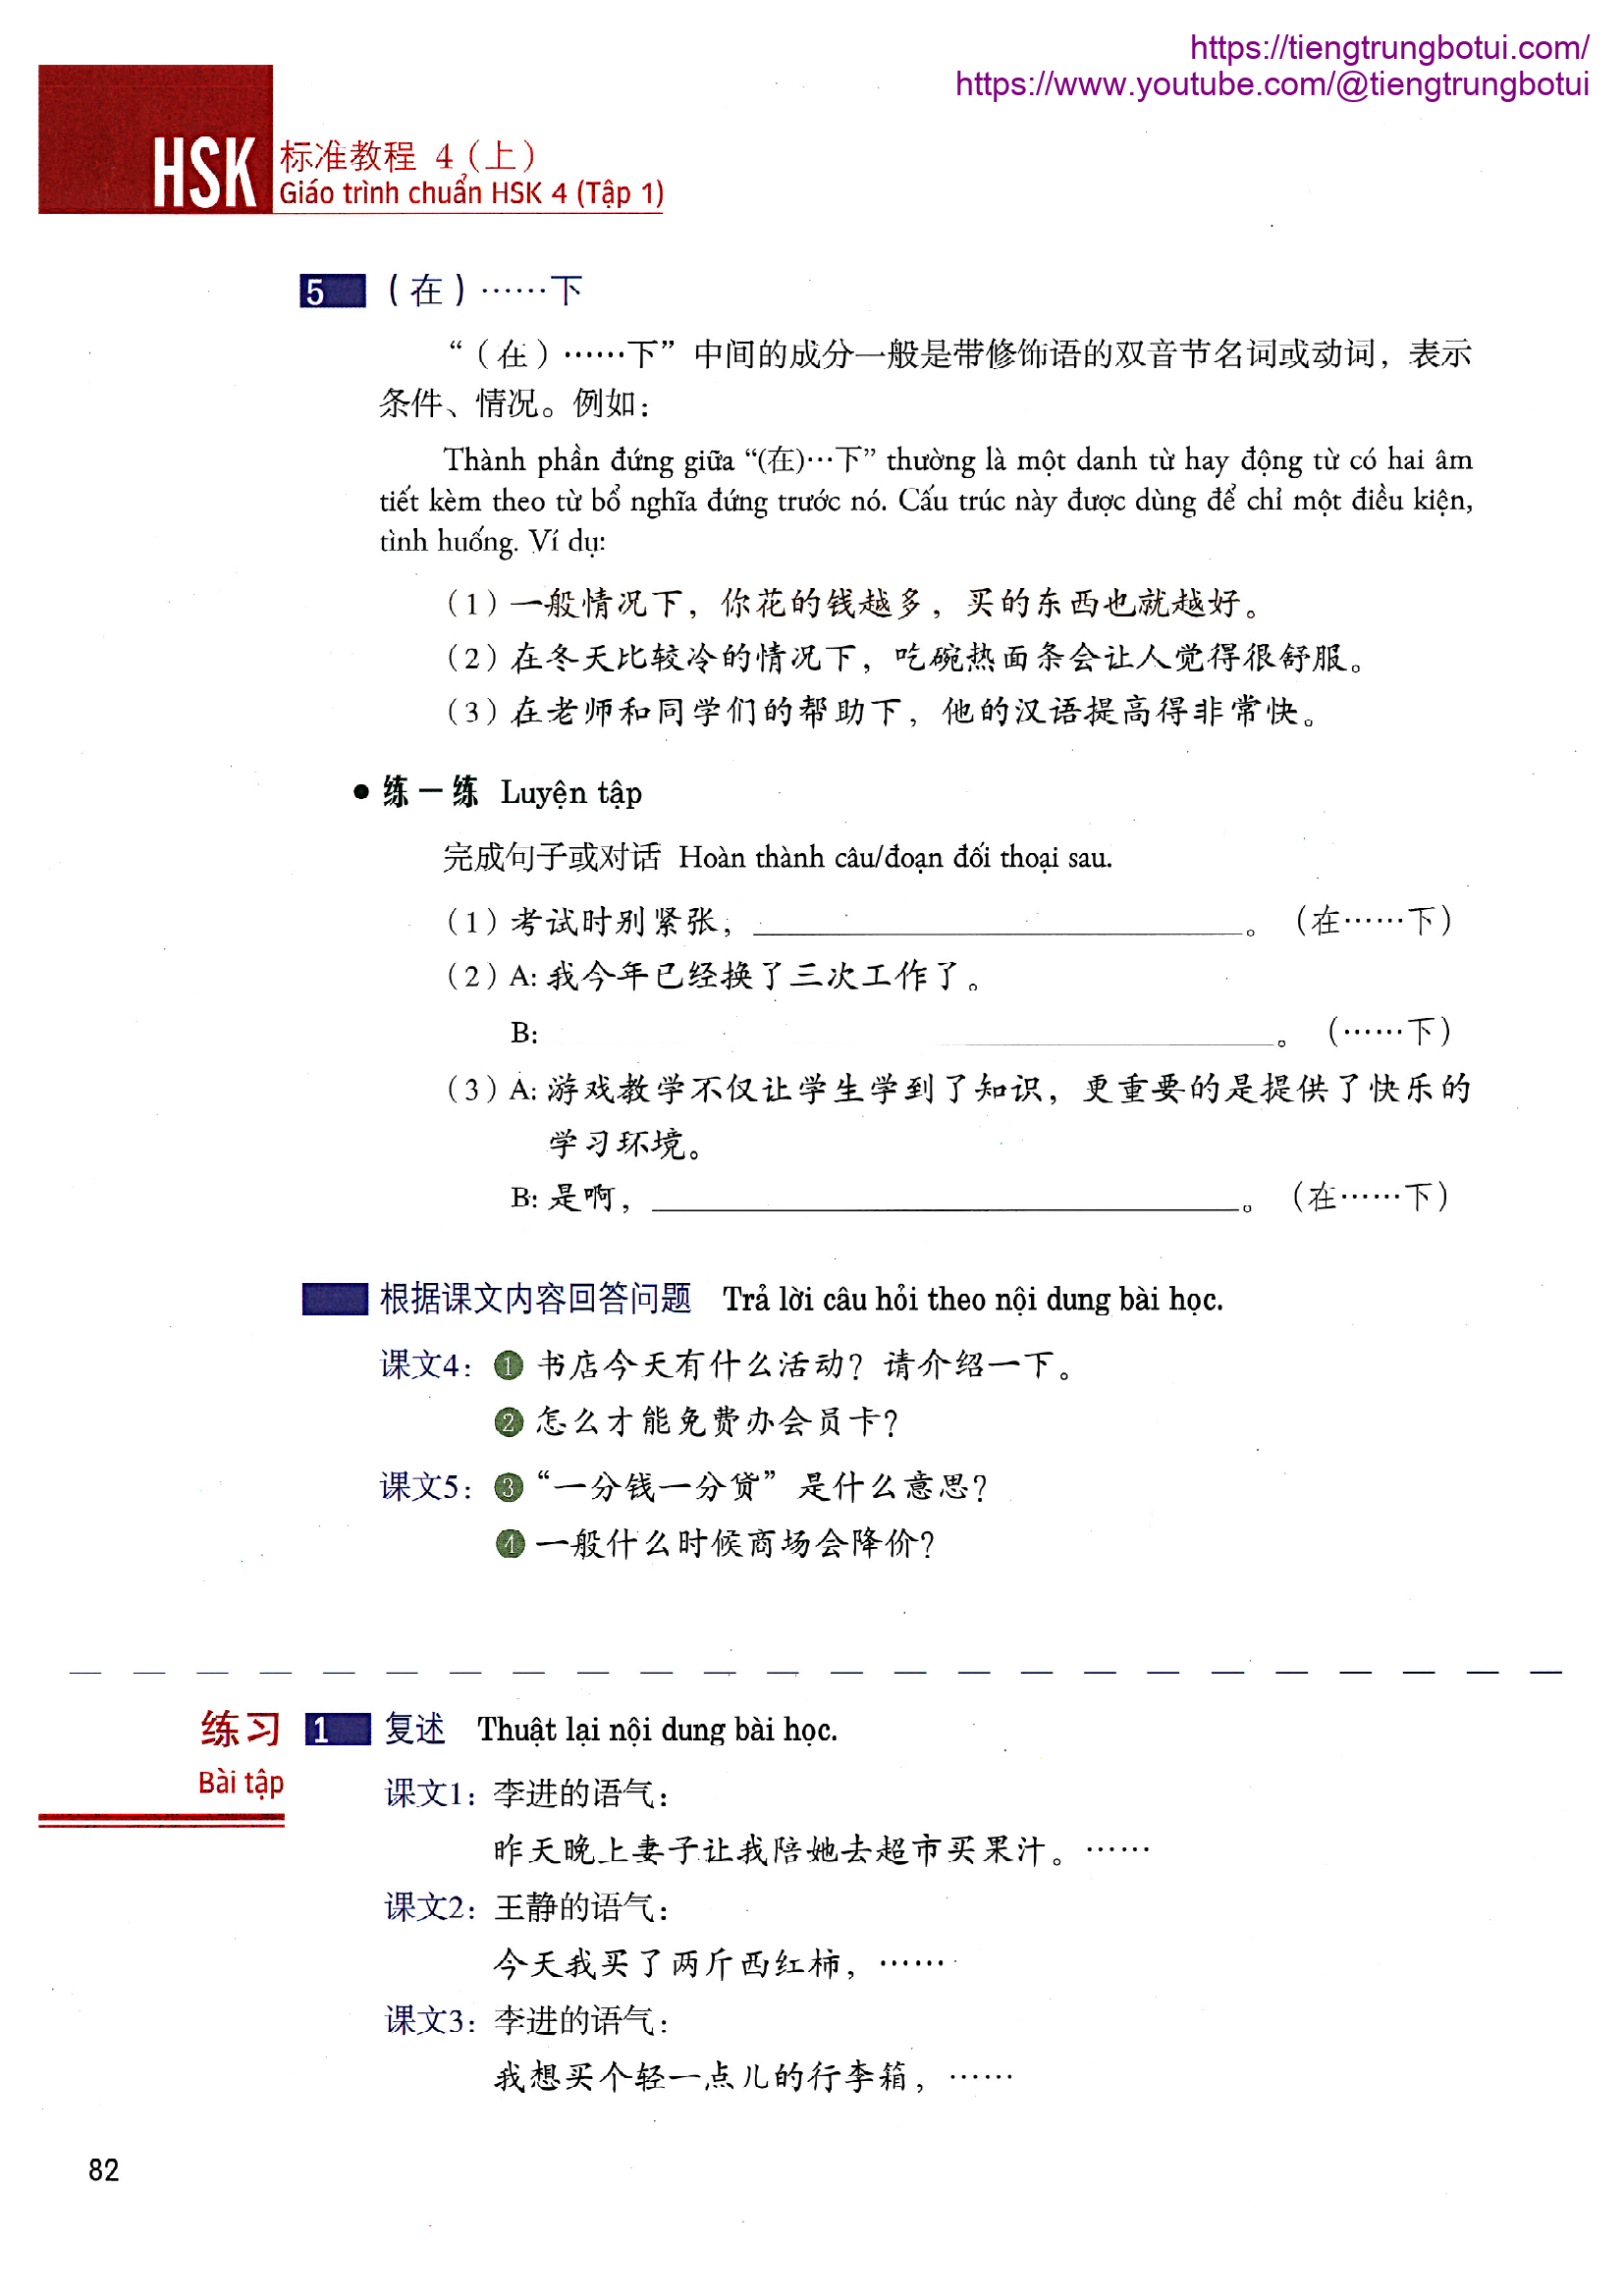 https://tiengtrungbotui.com/
https://www.youtube.com/@tiengtrungbotui
HSK 标准教程 4（上）
Giáo trình chuẩn HSK 4 (Tập 1)
5 （在）……下
“（在）……下”中间的成分一般是带修饰语的双音节名词或动词，表示
条件、情况。例如：
Thành phần đứng giữa “(在)…下” thường là một danh từ hay động từ có hai âm
tiết kèm theo từ bổ nghĩa đứng trước nó. Cấu trúc này được dùng để chỉ một điều kiện,
tình huống. Ví dụ:
（1）一般情况下，你花的钱越多，买的东西也就越好。
（2）在冬天比较冷的情况下，吃碗热面条会让人觉得很舒服。
（3）在老师和同学们的帮助下，他的汉语提高得非常快。
● 练一练 Luyện tập
完成句子或对话 Hoàn thành câu/đoạn đối thoại sau.
（1）考试时别紧张，______。（在……下）
（2）A: 我今年已经换了三次工作了。
B: ______。（……下）
（3）A: 游戏教学不仅让学生学到了知识，更重要的是提供了快乐的
学习环境。
B: 是啊，______。（在……下）
根据课文内容回答问题 Trả lời câu hỏi theo nội dung bài học.
课文4：1 书店今天有什么活动？请介绍一下。
2 怎么才能免费办会员卡？
课文5：3 “一分钱一分货”是什么意思？
4 一般什么时候商场会降价？
练习 1 复述 Thuật lại nội dung bài học.
Bài tập
课文1：李进的语气：
昨天晚上妻子让我陪她去超市买果汁。……
课文2：王静的语气：
今天我买了两斤西红柿，……
课文3：李进的语气：
我想买个轻一点儿的行李箱，……
82